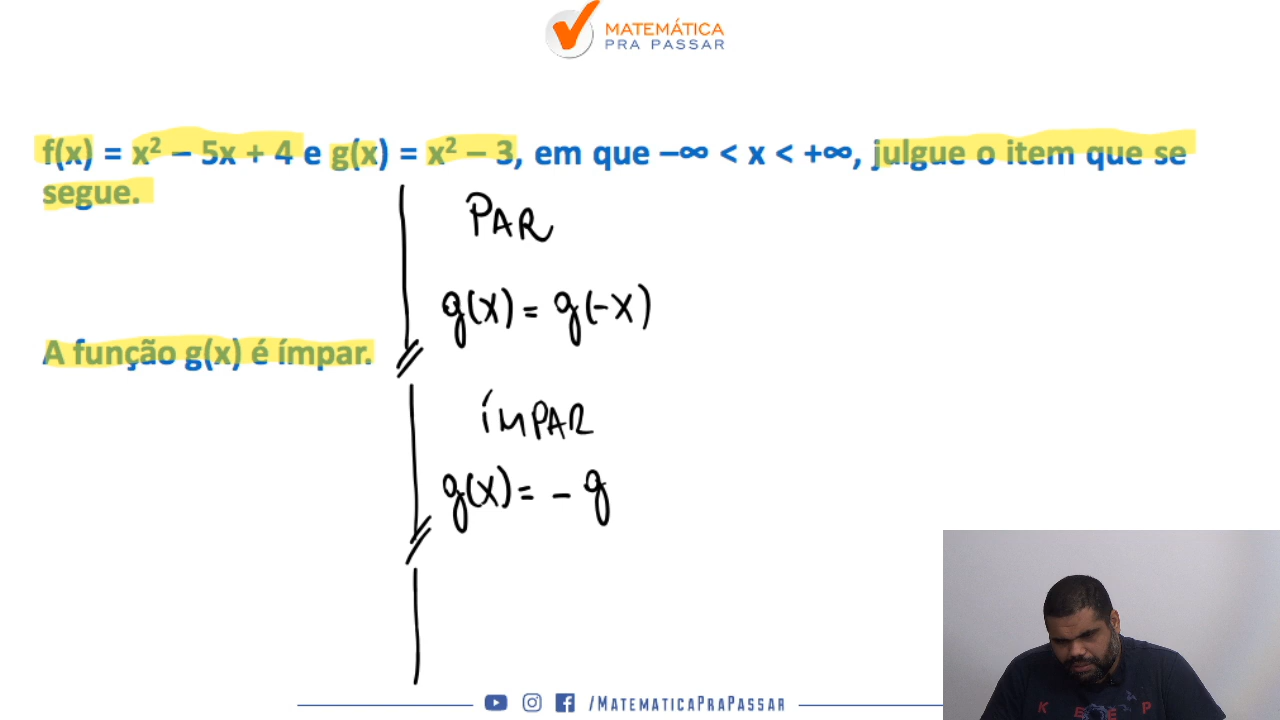 MATEMÁTICA
PRA PASSAR
f(x) = x² − 5x + 4 e g(x) = x² − 3, em que −∞ < x < +∞, julgue o item que se
segue.
PAR
g(x) = g(-x)
A função g(x) é ímpar.
ÍMPAR
g(x) = - g
KEEP
/MATEMATICAPRAPASSAR